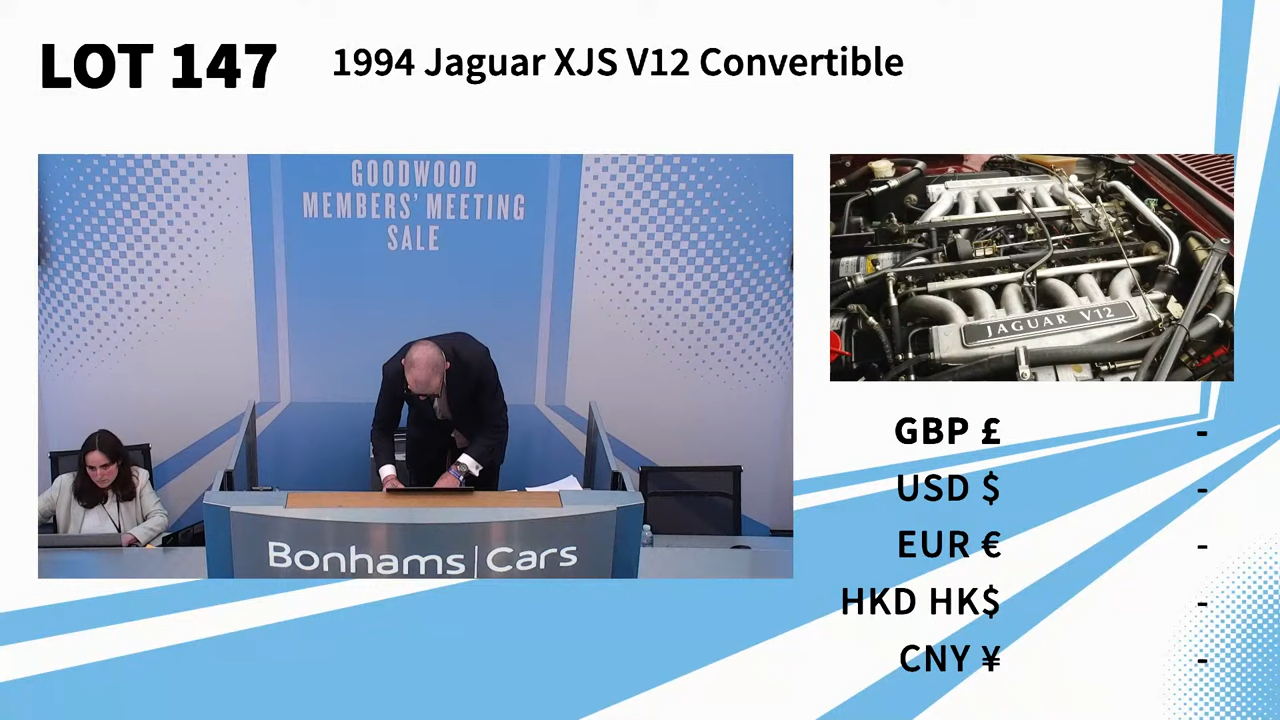 LOT 147
1994 Jaguar XJS V12 Convertible
GOODWOOD
MEMBERS' MEETING
SALE
Bonhams|Cars
JAGUAR V12
GBP £ -
USD $ -
EUR € -
HKD HK$ -
CNY ¥ -